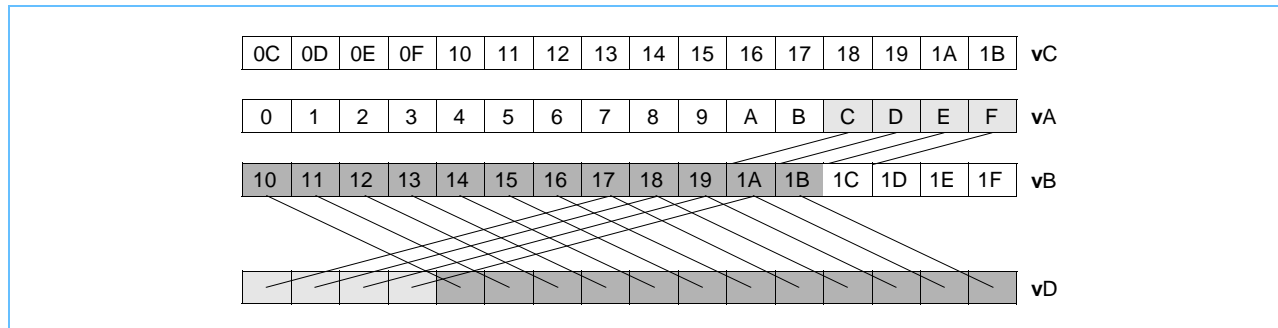 0C 0D 0E 0F 10 11 12 13 14 15 16 17 18 19 1A 1B vC
0 1 2 3 4 5 6 7 8 9 A B C D E F vA
10 11 12 13 14 15 16 17 18 19 1A 1B 1C 1D 1E 1F vB
vD